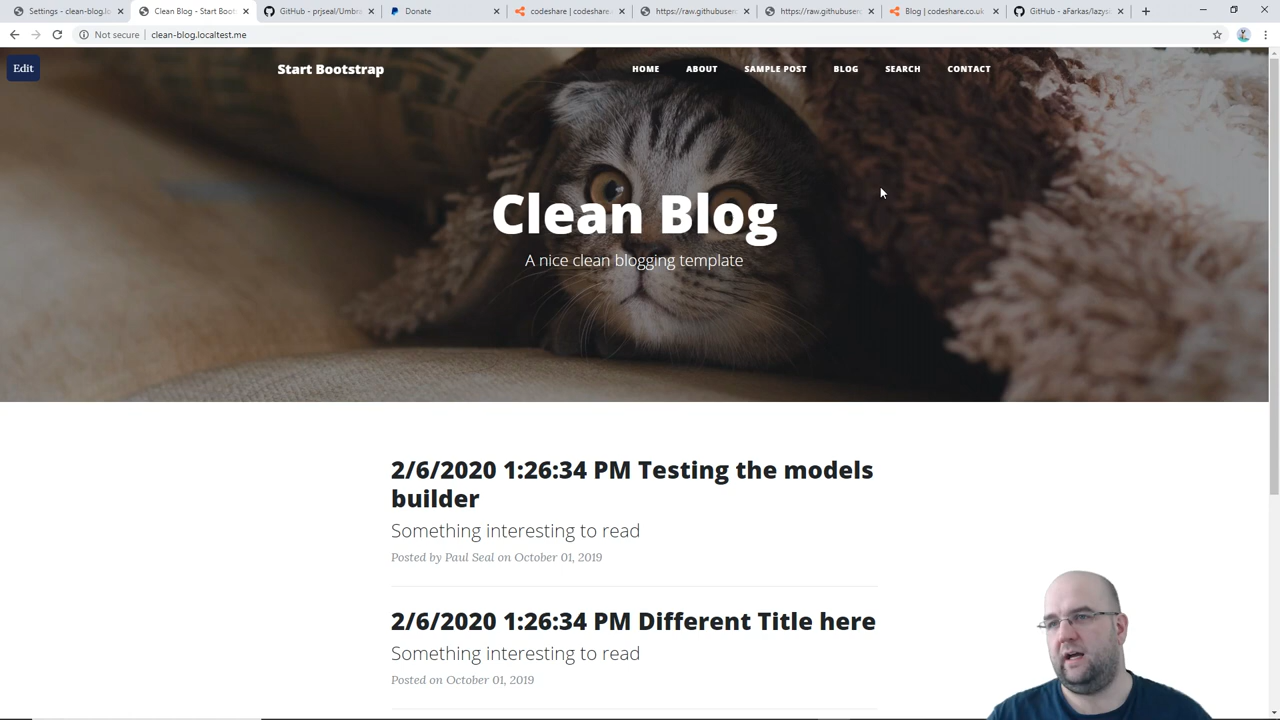 Settings - clean-blog.lo
Clean Blog - Start Boot
GitHub - prjseal/Umbra
Donate
codeshare | codeshare.
codeshare | codeshare.
https://raw.githubuser
https://raw.githubuser
Blog | codeshare.co.uk
GitHub - aFarkas/lazys
Not secure
clean-blog.localtest.me
Edit
Start Bootstrap
HOME
ABOUT
SAMPLE POST
BLOG
SEARCH
CONTACT
Clean Blog
A nice clean blogging template
2/6/2020 1:26:34 PM Testing the models
builder
Something interesting to read
Posted by Paul Seal on October 01, 2019
2/6/2020 1:26:34 PM Different Title here
Something interesting to read
Posted on October 01, 2019